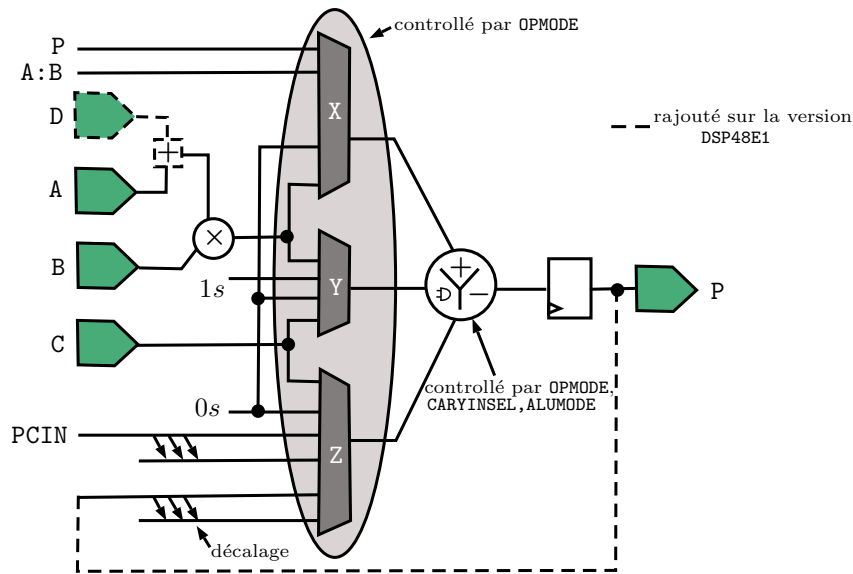 controllé par OPMODE
P
A:B
D
rajouté sur la version
DSP48E1
X
+
A
×
B
1s
Y
+
−
P
C
controllé par OPMODE,
CARYINSEL,ALUMODE
0s
PCIN
Z
décalage